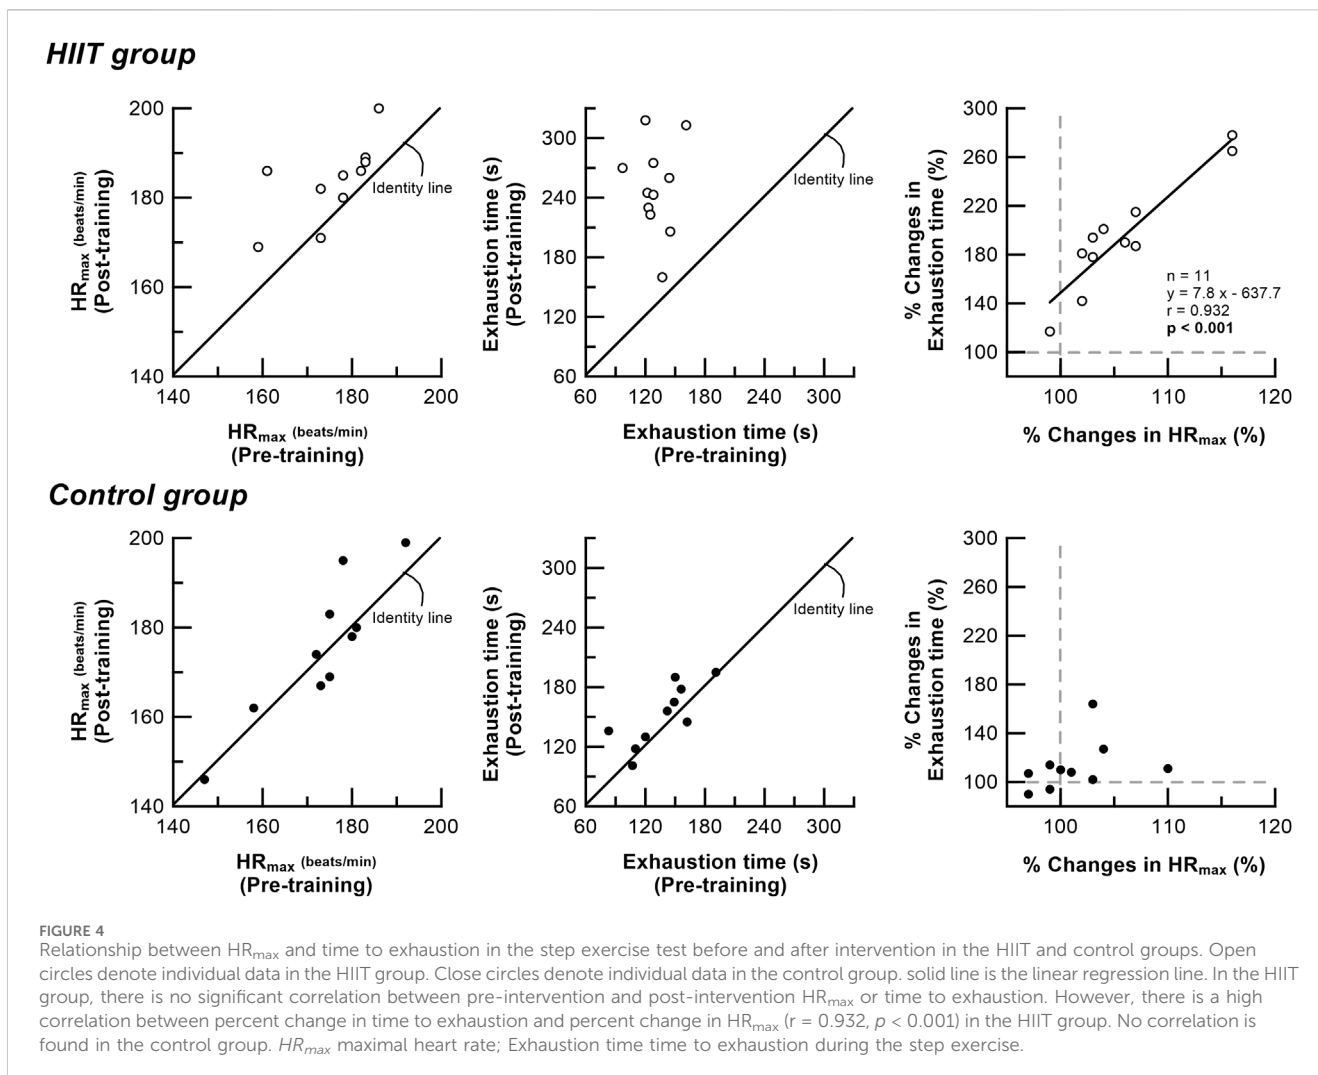 HIIT group
HRmax (beats/min)
(Post-training)
200
180
160
140
140
160
180
200
Identity line
HRmax (beats/min)
(Pre-training)
Exhaustion time (s)
(Post-training)
300
240
180
120
60
60
120
180
240
300
Identity line
Exhaustion time (s)
(Pre-training)
% Changes in
Exhaustion time (%)
300
260
220
180
140
100
100
110
120
n = 11
y = 7.8 x - 637.7
r = 0.932
p < 0.001
% Changes in HRmax (%)
Control group
HRmax (beats/min)
(Post-training)
200
180
160
140
140
160
180
200
Identity line
HRmax (beats/min)
(Pre-training)
Exhaustion time (s)
(Post-training)
300
240
180
120
60
60
120
180
240
300
Identity line
Exhaustion time (s)
(Pre-training)
% Changes in
Exhaustion time (%)
300
260
220
180
140
100
100
110
120
% Changes in HRmax (%)
FIGURE 4
Relationship between HRmax and time to exhaustion in the step exercise test before and after intervention in the HIIT and control groups. Open
circles denote individual data in the HIIT group. Close circles denote individual data in the control group. solid line is the linear regression line. In the HIIT
group, there is no significant correlation between pre-intervention and post-intervention HRmax or time to exhaustion. However, there is a high
correlation between percent change in time to exhaustion and percent change in HRmax (r = 0.932, p < 0.001) in the HIIT group. No correlation is
found in the control group. HRmax maximal heart rate; Exhaustion time time to exhaustion during the step exercise.